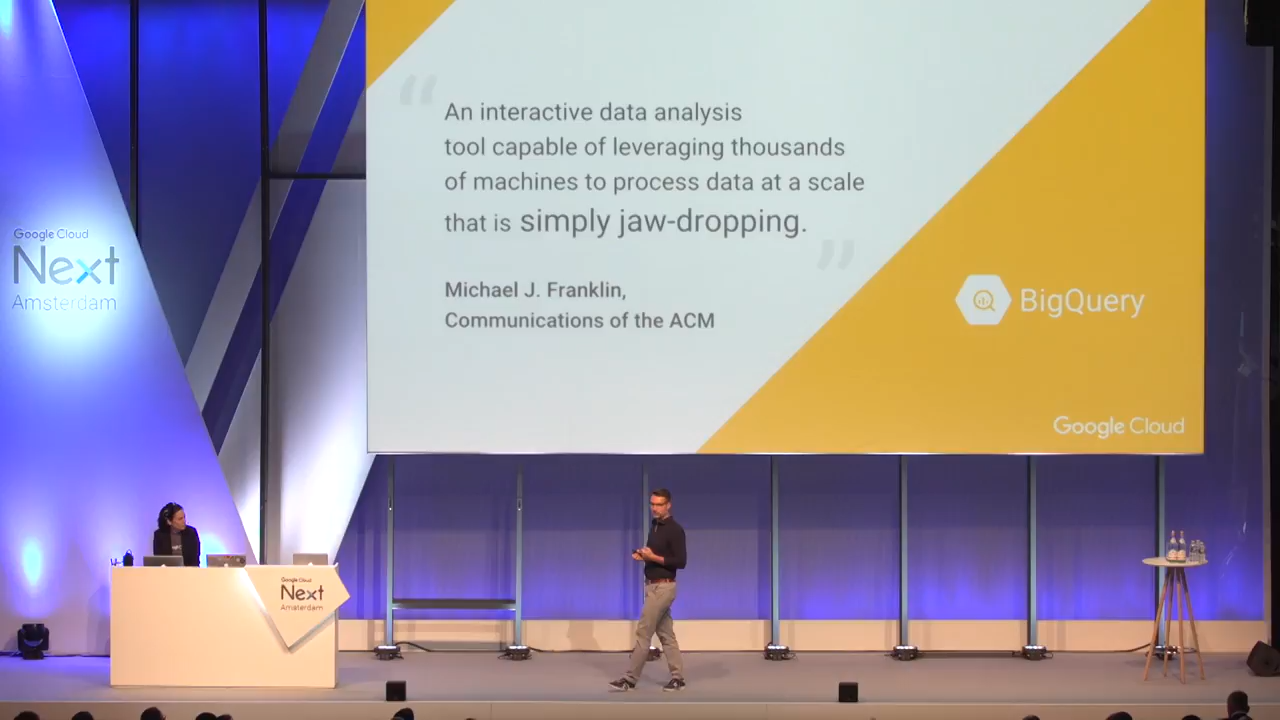 “
An interactive data analysis
tool capable of leveraging thousands
of machines to process data at a scale
that is simply jaw-dropping.
”
Michael J. Franklin,
Communications of the ACM
BigQuery
Google Cloud
Google Cloud
Next
Amsterdam
Google Cloud
Next
Amsterdam